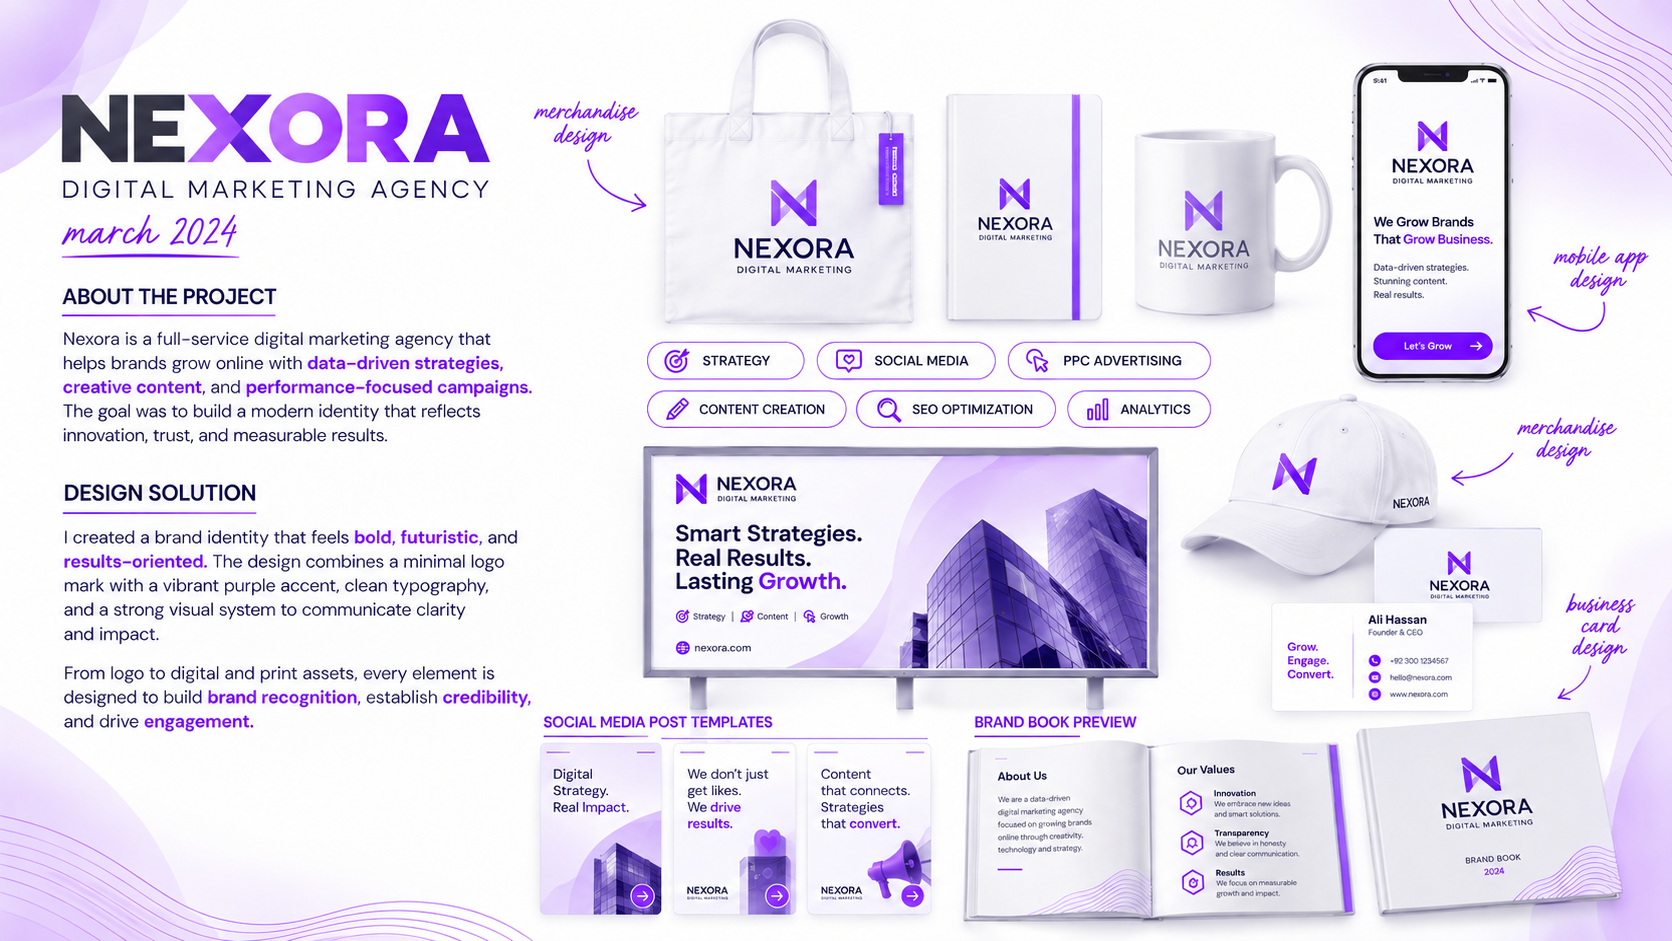 NEXORA
DIGITAL MARKETING AGENCY
march 2024
ABOUT THE PROJECT
Nexora is a full-service digital marketing agency that
helps brands grow online with data-driven strategies,
creative content, and performance-focused campaigns.
The goal was to build a modern identity that reflects
innovation, trust, and measurable results.
DESIGN SOLUTION
I created a brand identity that feels bold, futuristic, and
results-oriented. The design combines a minimal logo
mark with a vibrant purple accent, clean typography,
and a strong visual system to communicate clarity
and impact.
From logo to digital and print assets, every element is
designed to build brand recognition, establish credibility,
and drive engagement.
merchandise
design
NEXORA
DIGITAL MARKETING
NEXORA
DIGITAL MARKETING
NEXORA
DIGITAL MARKETING
9:41
NEXORA
DIGITAL MARKETING
We Grow Brands
That Grow Business.
Data-driven strategies.
Stunning content.
Real results.
Let's Grow
mobile app
design
STRATEGY
SOCIAL MEDIA
PPC ADVERTISING
CONTENT CREATION
SEO OPTIMIZATION
ANALYTICS
NEXORA
DIGITAL MARKETING
Smart Strategies.
Real Results.
Lasting Growth.
Strategy | Content | Growth
nexora.com
NEXORA
merchandise
design
NEXORA
DIGITAL MARKETING
Grow.
Engage.
Convert.
Ali Hassan
Founder & CEO
+92 300 1234567
hello@nexora.com
www.nexora.com
business
card
design
SOCIAL MEDIA POST TEMPLATES
Digital
Strategy.
Real Impact.
We don't just
get likes.
We drive
results.
NEXORA
DIGITAL MARKETING
Content
that connects.
Strategies
that convert.
NEXORA
DIGITAL MARKETING
BRAND BOOK PREVIEW
About Us
We are a data-driven
digital marketing agency
focused on growing brands
online through creativity,
technology and strategy.
Our Values
Innovation
We embrace new ideas
and smart solutions.
Transparency
We believe in honesty
and clear communication.
Results
We focus on measurable
growth and impact.
NEXORA
DIGITAL MARKETING
BRAND BOOK
2024